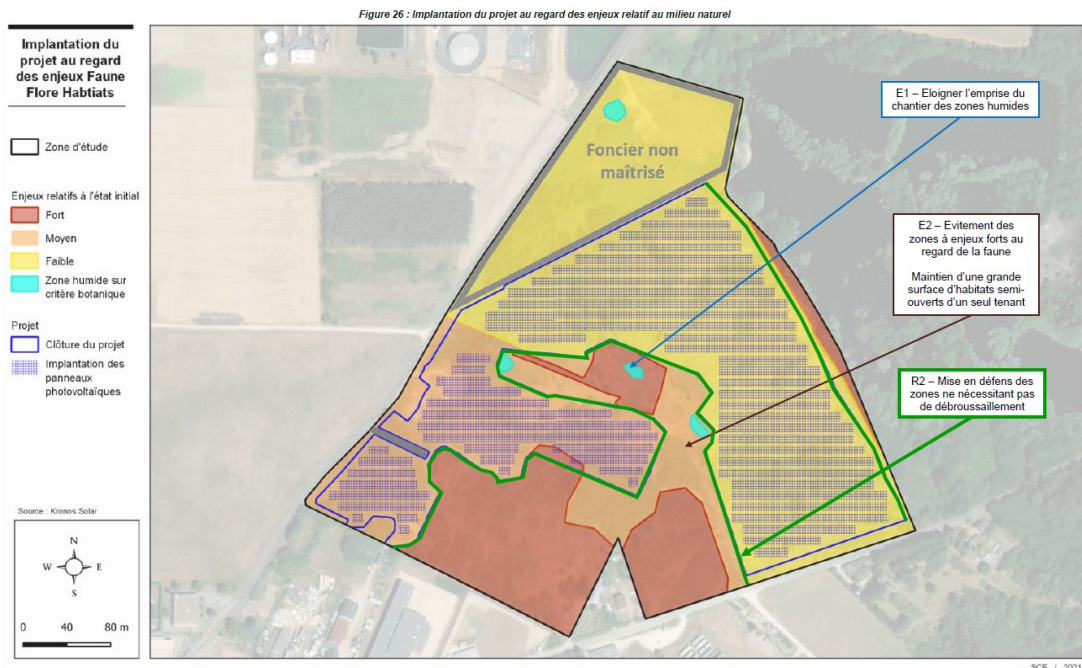 Figure 26 : Implantation du projet au regard des enjeux relatif au milieu naturel
Implantation du
projet au regard
des enjeux Faune
Flore Habtiats
Zone d'étude
Enjeux relatifs à l'état initial
Fort
Moyen
Faible
Zone humide sur
critère botanique
Projet
Clôture du projet
Implantation des
panneaux
photovoltaïques
Source : Kronos Solar
N
W
E
S
0 40 80 m
Foncier non
maîtrisé
E1 – Eloigner l'emprise du
chantier des zones humides
E2 – Evitement des
zones à enjeux forts au
regard de la faune
Maintien d'une grande
surface d'habitats semi-
ouverts d'un seul tenant
R2 – Mise en défens des
zones ne nécessitant pas
de débroussaillement
SCE / 2021